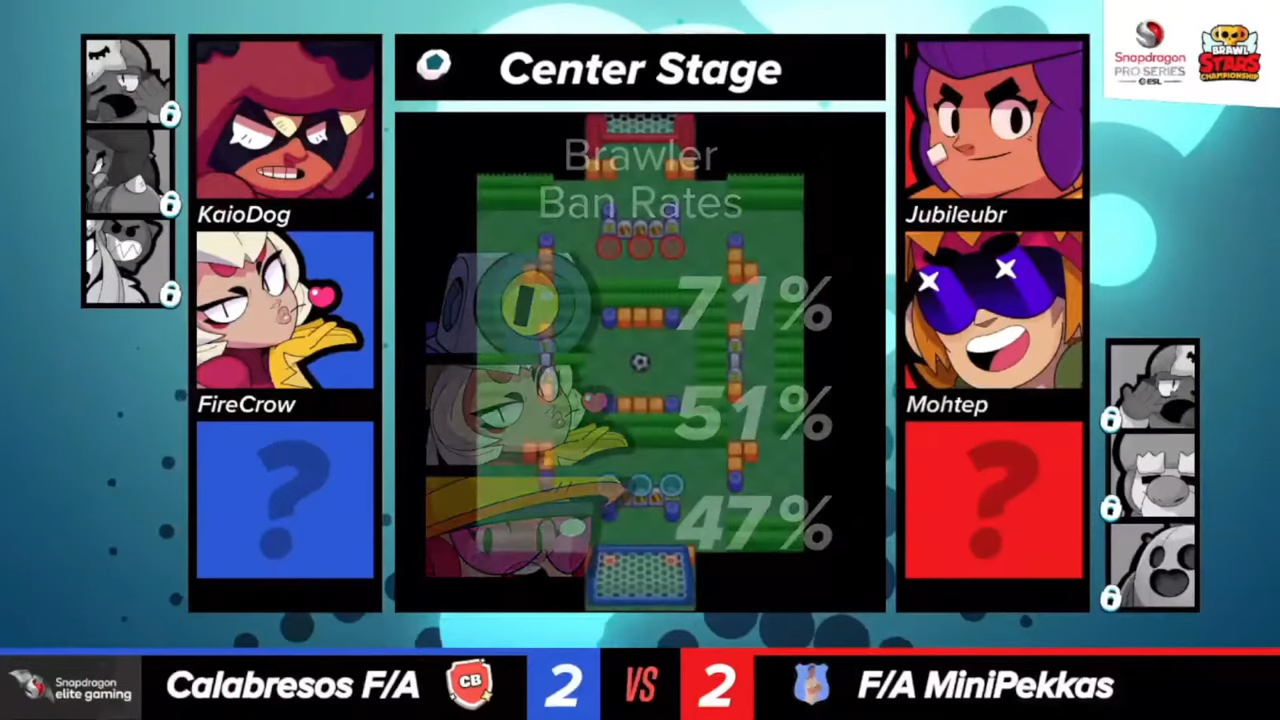 Center Stage
Snapdragon
PRO SERIES
ESL
BRAWL
STARS
CHAMPIONSHIP
Brawler
Ban Rates
71%
51%
47%
KaioDog
FireCrow
?
Jubileubr
Mohtep
?
Snapdragon
elite gaming
Calabresos F/A
CB
2
VS
2
F/A MiniPekkas